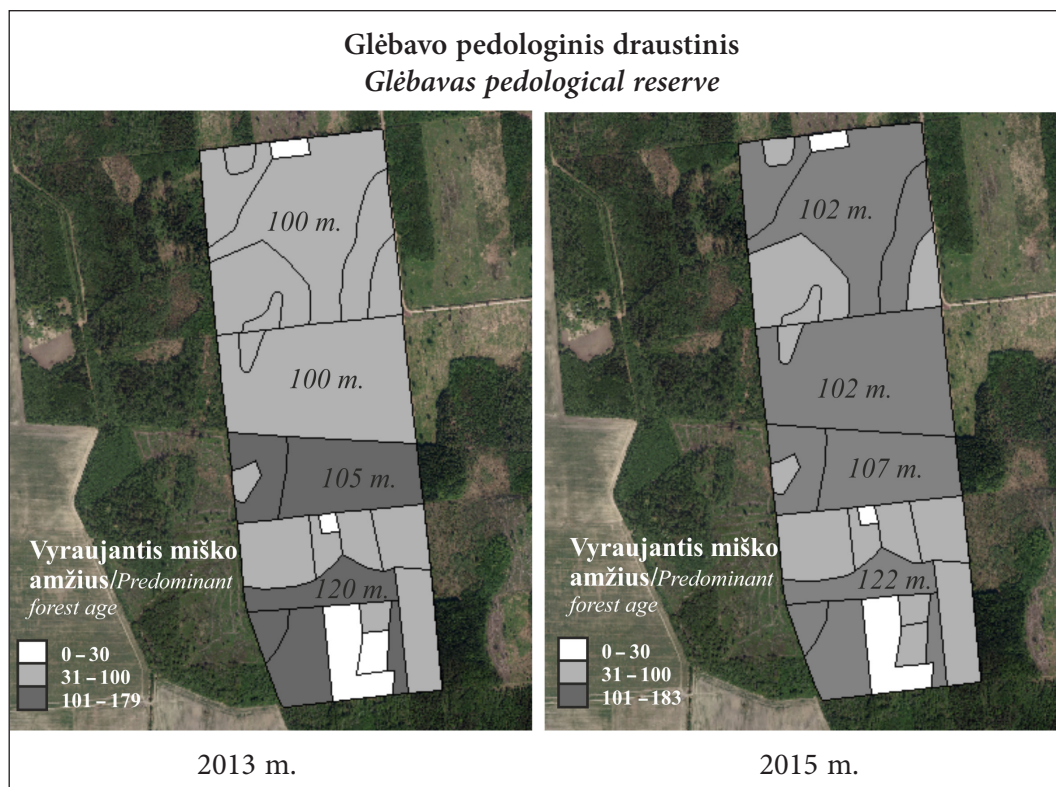 Glėbavo pedologinis draustinis
Glėbavas pedological reserve
100 m.
100 m.
105 m.
120 m.
Vyraujantis miško
amžius/Predominant
forest age
0 – 30
31 – 100
101 – 179
2013 m.
102 m.
102 m.
107 m.
122 m.
Vyraujantis miško
amžius/Predominant
forest age
0 – 30
31 – 100
101 – 183
2015 m.